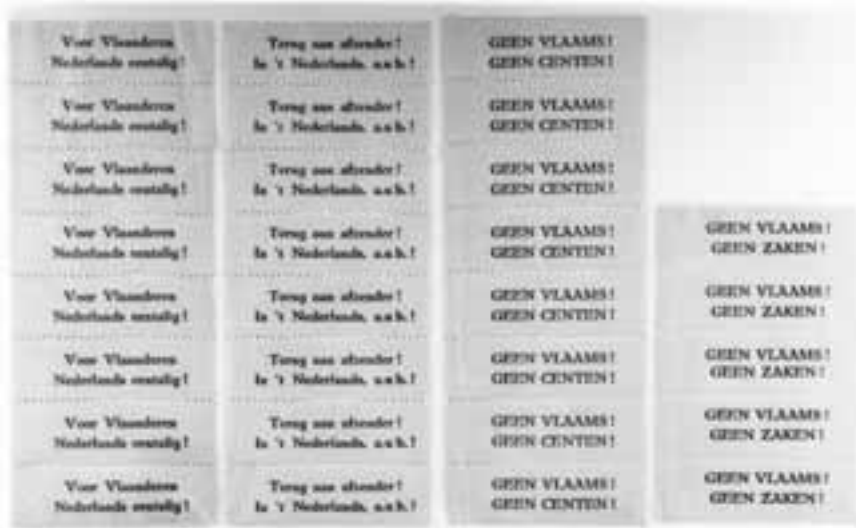 Voor Vlaanderen
Nederlands eentalig!
Voor Vlaanderen
Nederlands eentalig!
Voor Vlaanderen
Nederlands eentalig!
Voor Vlaanderen
Nederlands eentalig!
Voor Vlaanderen
Nederlands eentalig!
Voor Vlaanderen
Nederlands eentalig!
Voor Vlaanderen
Nederlands eentalig!
Voor Vlaanderen
Nederlands eentalig!
Terug aan afzender!
In 't Nederlands, a.u.b.!
Terug aan afzender!
In 't Nederlands, a.u.b.!
Terug aan afzender!
In 't Nederlands, a.u.b.!
Terug aan afzender!
In 't Nederlands, a.u.b.!
Terug aan afzender!
In 't Nederlands, a.u.b.!
Terug aan afzender!
In 't Nederlands, a.u.b.!
Terug aan afzender!
In 't Nederlands, a.u.b.!
Terug aan afzender!
In 't Nederlands, a.u.b.!
GEEN VLAAMS!
GEEN CENTEN!
GEEN VLAAMS!
GEEN CENTEN!
GEEN VLAAMS!
GEEN CENTEN!
GEEN VLAAMS!
GEEN CENTEN!
GEEN VLAAMS!
GEEN CENTEN!
GEEN VLAAMS!
GEEN CENTEN!
GEEN VLAAMS!
GEEN CENTEN!
GEEN VLAAMS!
GEEN CENTEN!
GEEN VLAAMS!
GEEN ZAKEN!
GEEN VLAAMS!
GEEN ZAKEN!
GEEN VLAAMS!
GEEN ZAKEN!
GEEN VLAAMS!
GEEN ZAKEN!
GEEN VLAAMS!
GEEN ZAKEN!